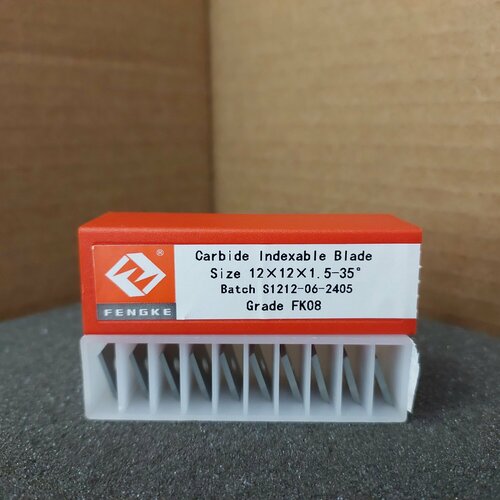 Carbide Indexable Blade
Size 12×12×1.5-35°
Batch S1212-06-2405
Grade FK08
®
FENGKE